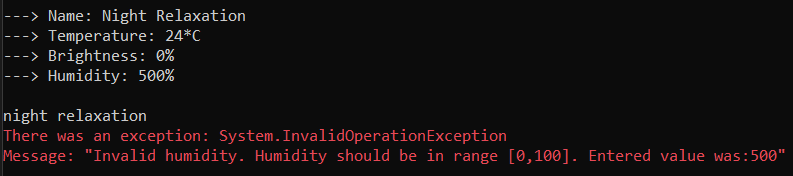 ---> Name: Night Relaxation
---> Temperature: 24*C
---> Brightness: 0%
---> Humidity: 500%
night relaxation
There was an exception: System.InvalidOperationException
Message: "Invalid humidity. Humidity should be in range [0,100]. Entered value was:500"